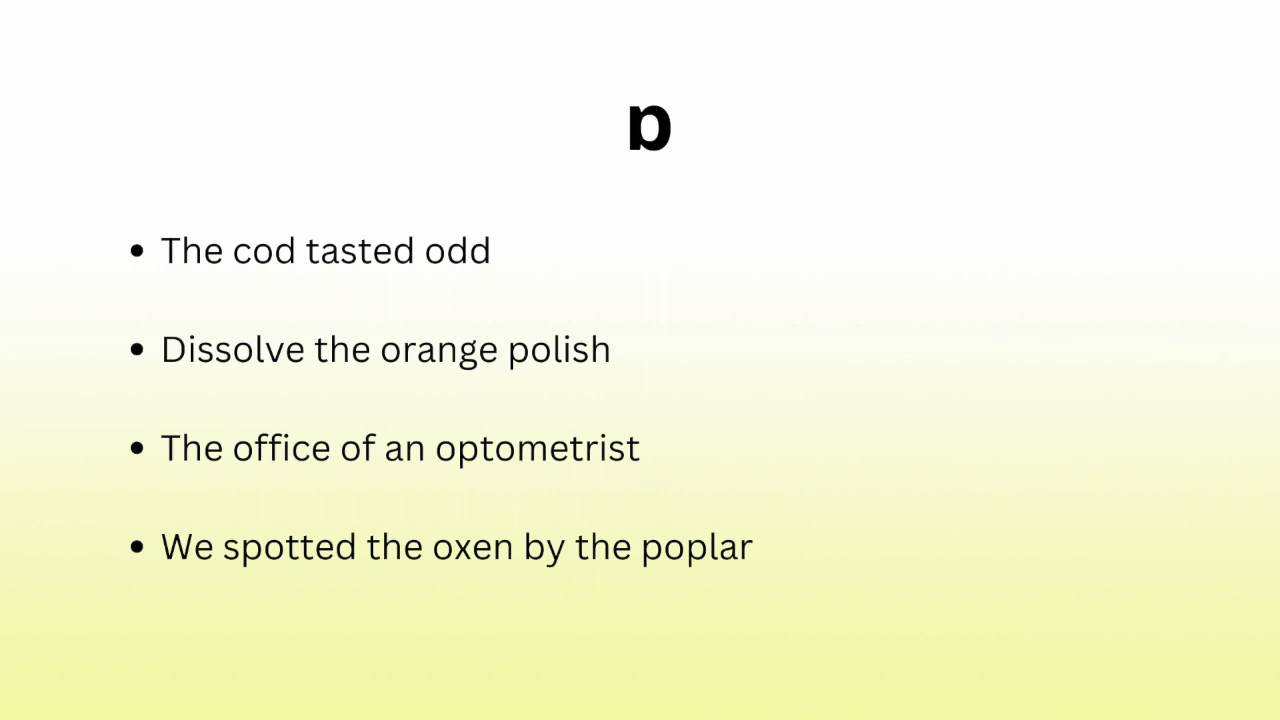 ɒ
The cod tasted odd
Dissolve the orange polish
The office of an optometrist
We spotted the oxen by the poplar